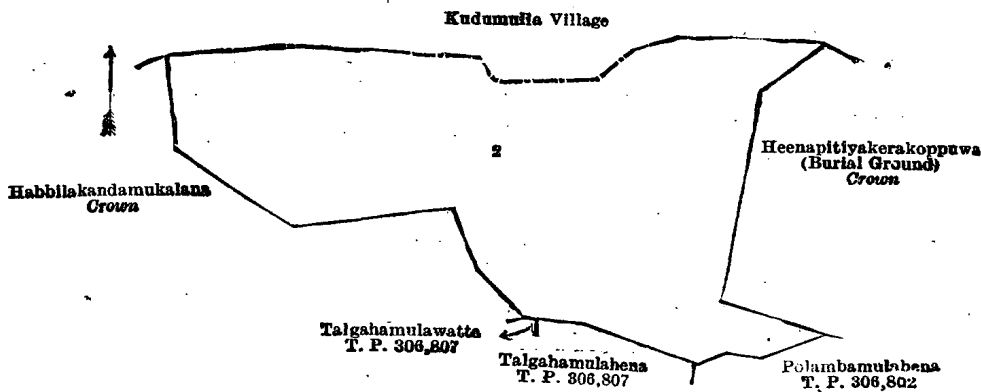 Kudumulla Village
2
Heenapitiyakerakoppuwa
(Burial Ground)
Crown
Habbilakandamukalana
Crown
Talgahamulawatta
T. P. 306,807
Talgahamulahena
T. P. 306,807
Polambamulahena
T. P. 306,802